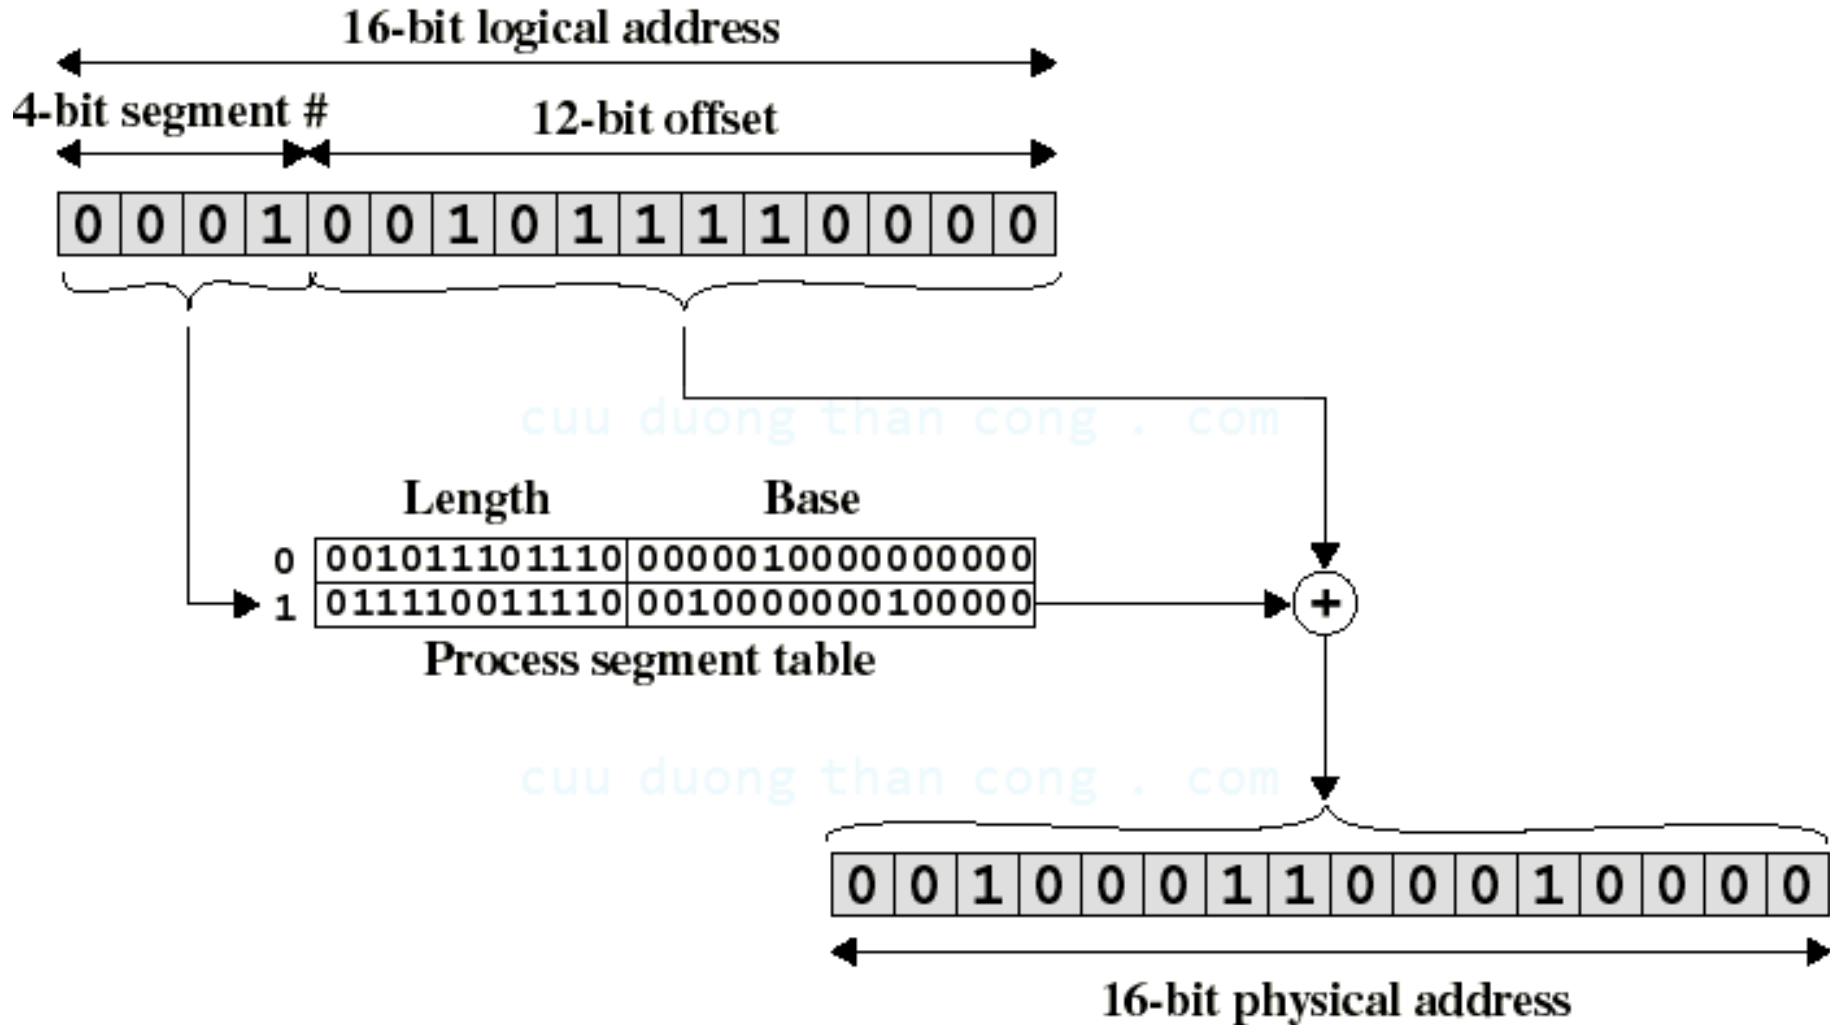 16-bit logical address
4-bit segment # 12-bit offset
0 0 0 1 0 0 1 0 1 1 1 1 0 0 0 0
cuu duong than cong . com
Length Base
0 001011101110 0000010000000000
1 011110011110 0010000000100000
+
Process segment table
cuu duong than cong . com
0 0 1 0 0 0 1 1 0 0 0 1 0 0 0 0
16-bit physical address